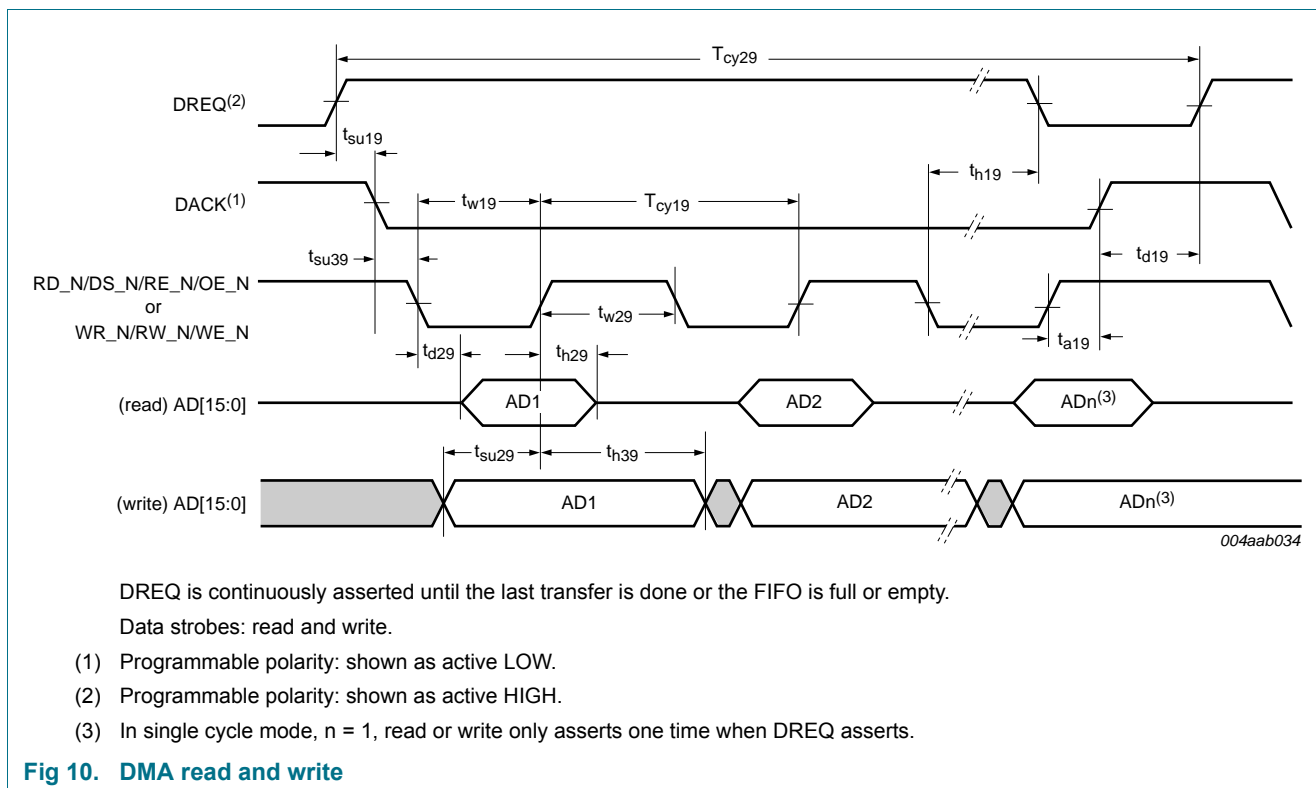 Tcy29
DREQ(2)
tsu19
th19
DACK(1)
tw19
Tcy19
tsu39
td19
RD_N/DS_N/RE_N/OE_N
or
WR_N/RW_N/WE_N
tw29
ta19
td29
th29
(read) AD[15:0]
AD1
AD2
ADn(3)
tsu29
th39
(write) AD[15:0]
AD1
AD2
ADn(3)
004aab034
DREQ is continuously asserted until the last transfer is done or the FIFO is full or empty.
Data strobes: read and write.
(1) Programmable polarity: shown as active LOW.
(2) Programmable polarity: shown as active HIGH.
(3) In single cycle mode, n = 1, read or write only asserts one time when DREQ asserts.
Fig 10. DMA read and write